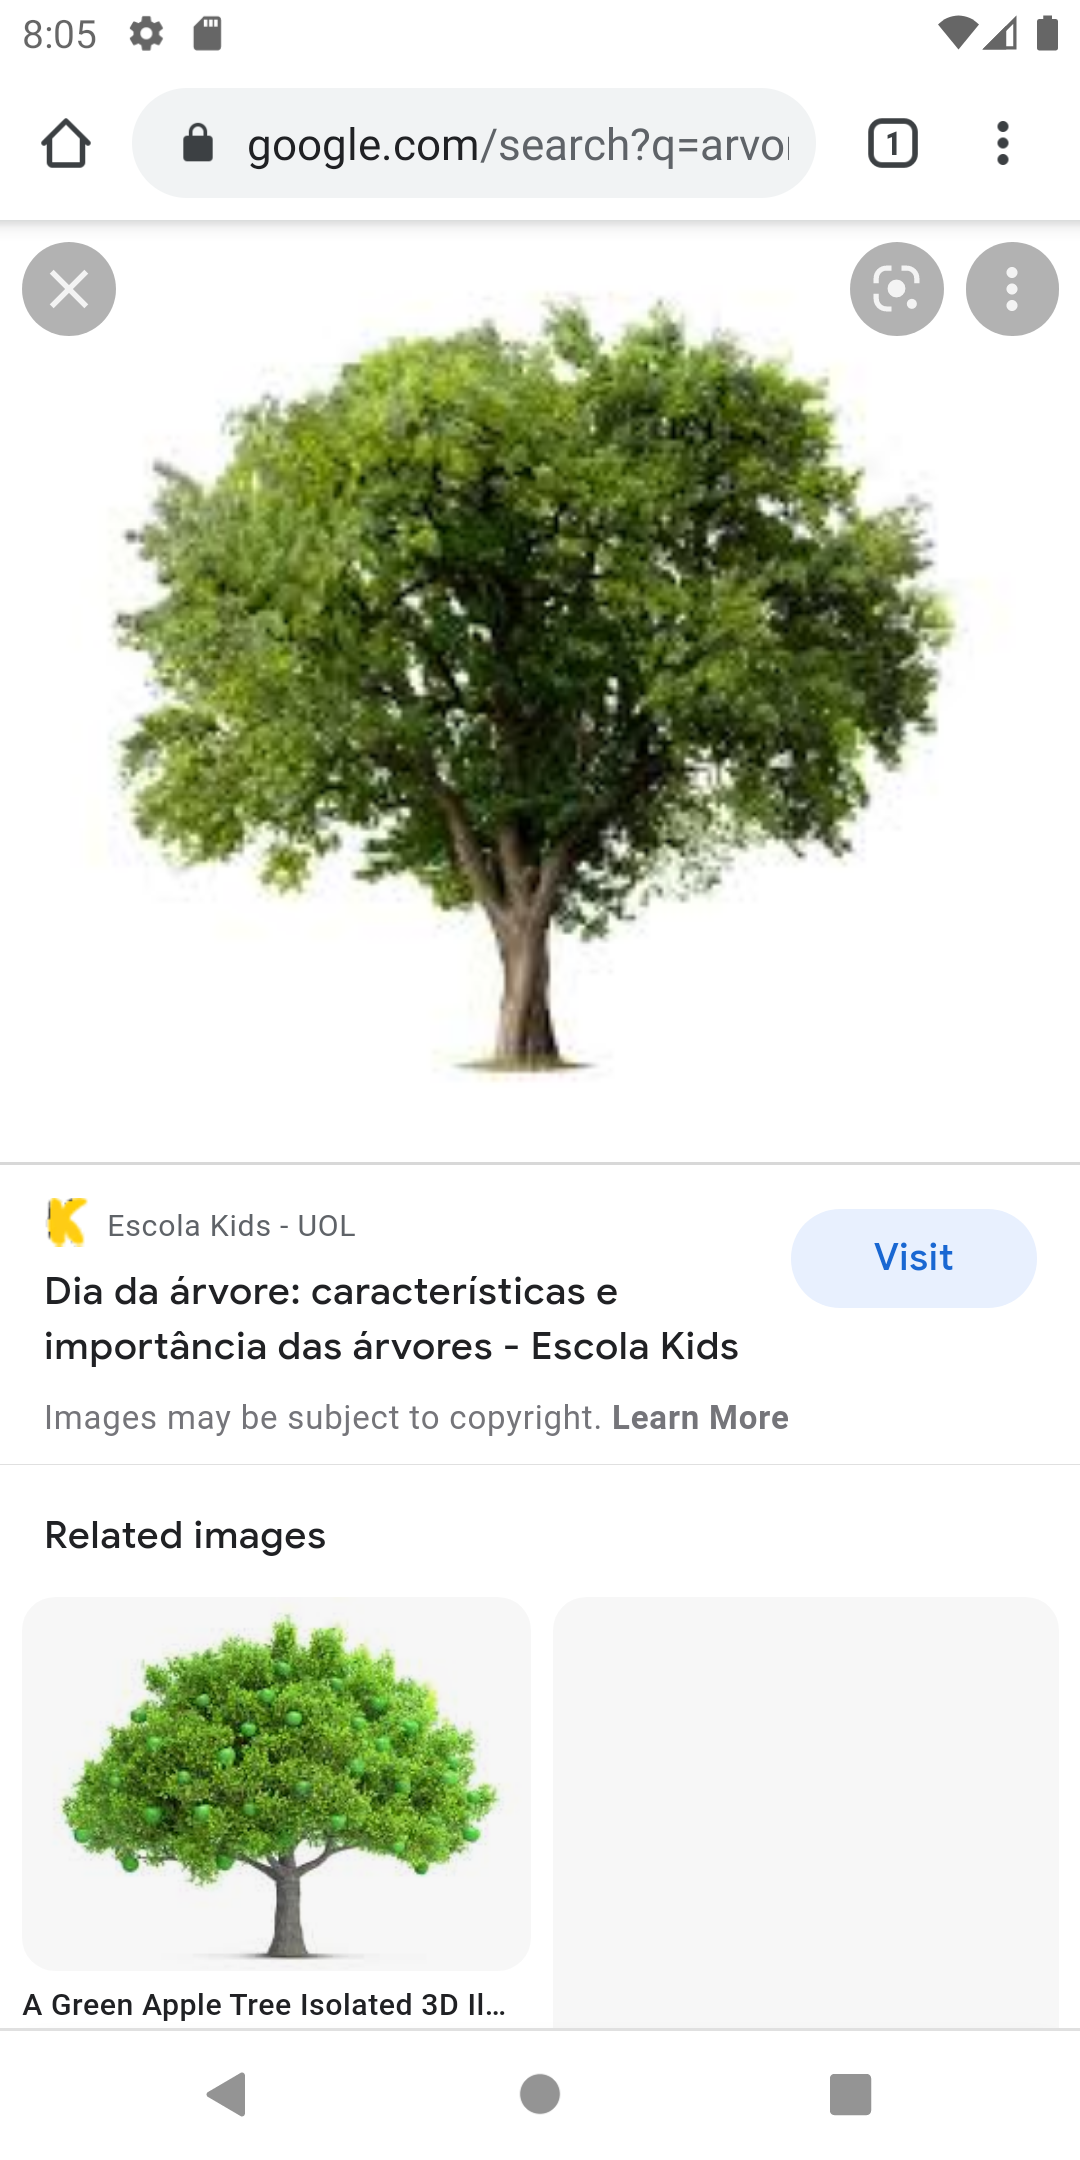 8:05
google.com/search?q=arvo
1
Escola Kids - UOL
Visit
Dia da árvore: características e
importância das árvores - Escola Kids
Images may be subject to copyright. Learn More
Related images
A Green Apple Tree Isolated 3D Il...